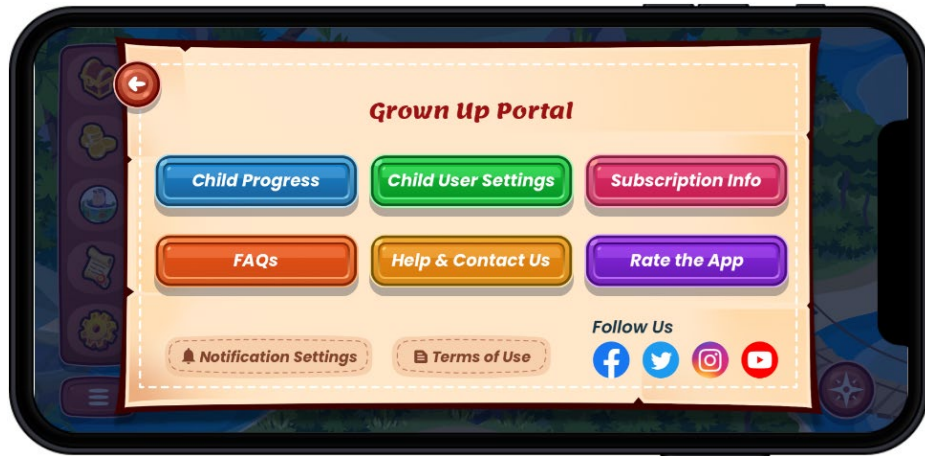 Grown Up Portal
Child Progress
Child User Settings
Subscription Info
FAQs
Help & Contact Us
Rate the App
Follow Us
Notification Settings
Terms of Use